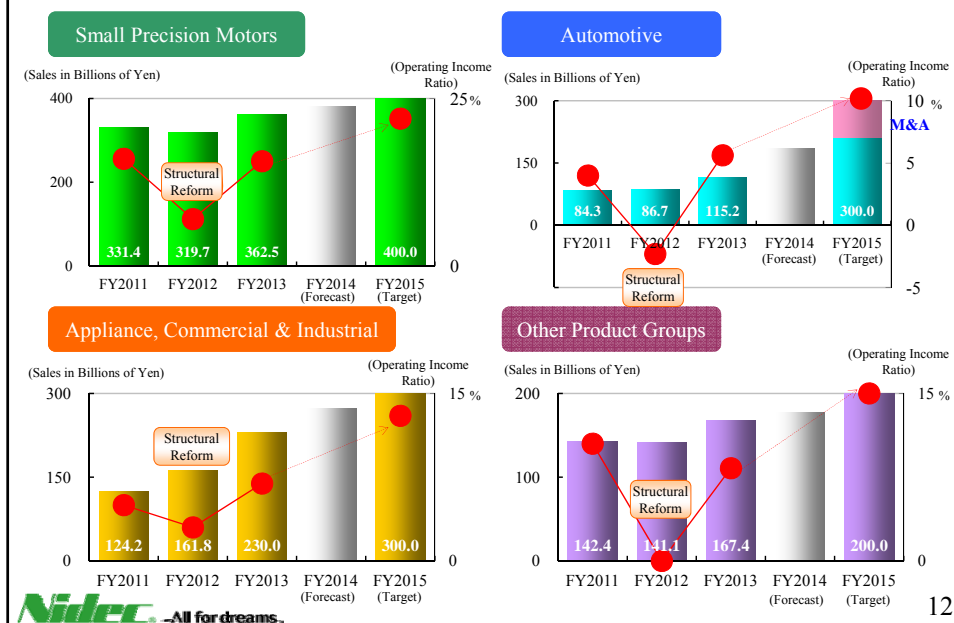 Small Precision Motors
(Sales in Billions of Yen)
(Operating Income
Ratio)
400
200
0
25 %
0
Structural
Reform
331.4
319.7
362.5
400.0
FY2011
FY2012
FY2013
FY2014
(Forecast)
FY2015
(Target)
Automotive
(Sales in Billions of Yen)
(Operating Income
Ratio)
300
150
0
10 %
5
0
-5
M&A
84.3
86.7
115.2
300.0
FY2011
FY2012
FY2013
FY2014
(Forecast)
FY2015
(Target)
Structural
Reform
Appliance, Commercial & Industrial
(Sales in Billions of Yen)
(Operating Income
Ratio)
300
150
0
15 %
0
Structural
Reform
124.2
161.8
230.0
300.0
FY2011
FY2012
FY2013
FY2014
(Forecast)
FY2015
(Target)
Other Product Groups
(Sales in Billions of Yen)
(Operating Income
Ratio)
200
100
0
15 %
0
Structural
Reform
142.4
141.1
167.4
200.0
FY2011
FY2012
FY2013
FY2014
(Forecast)
FY2015
(Target)
Nidec -All for dreams
12